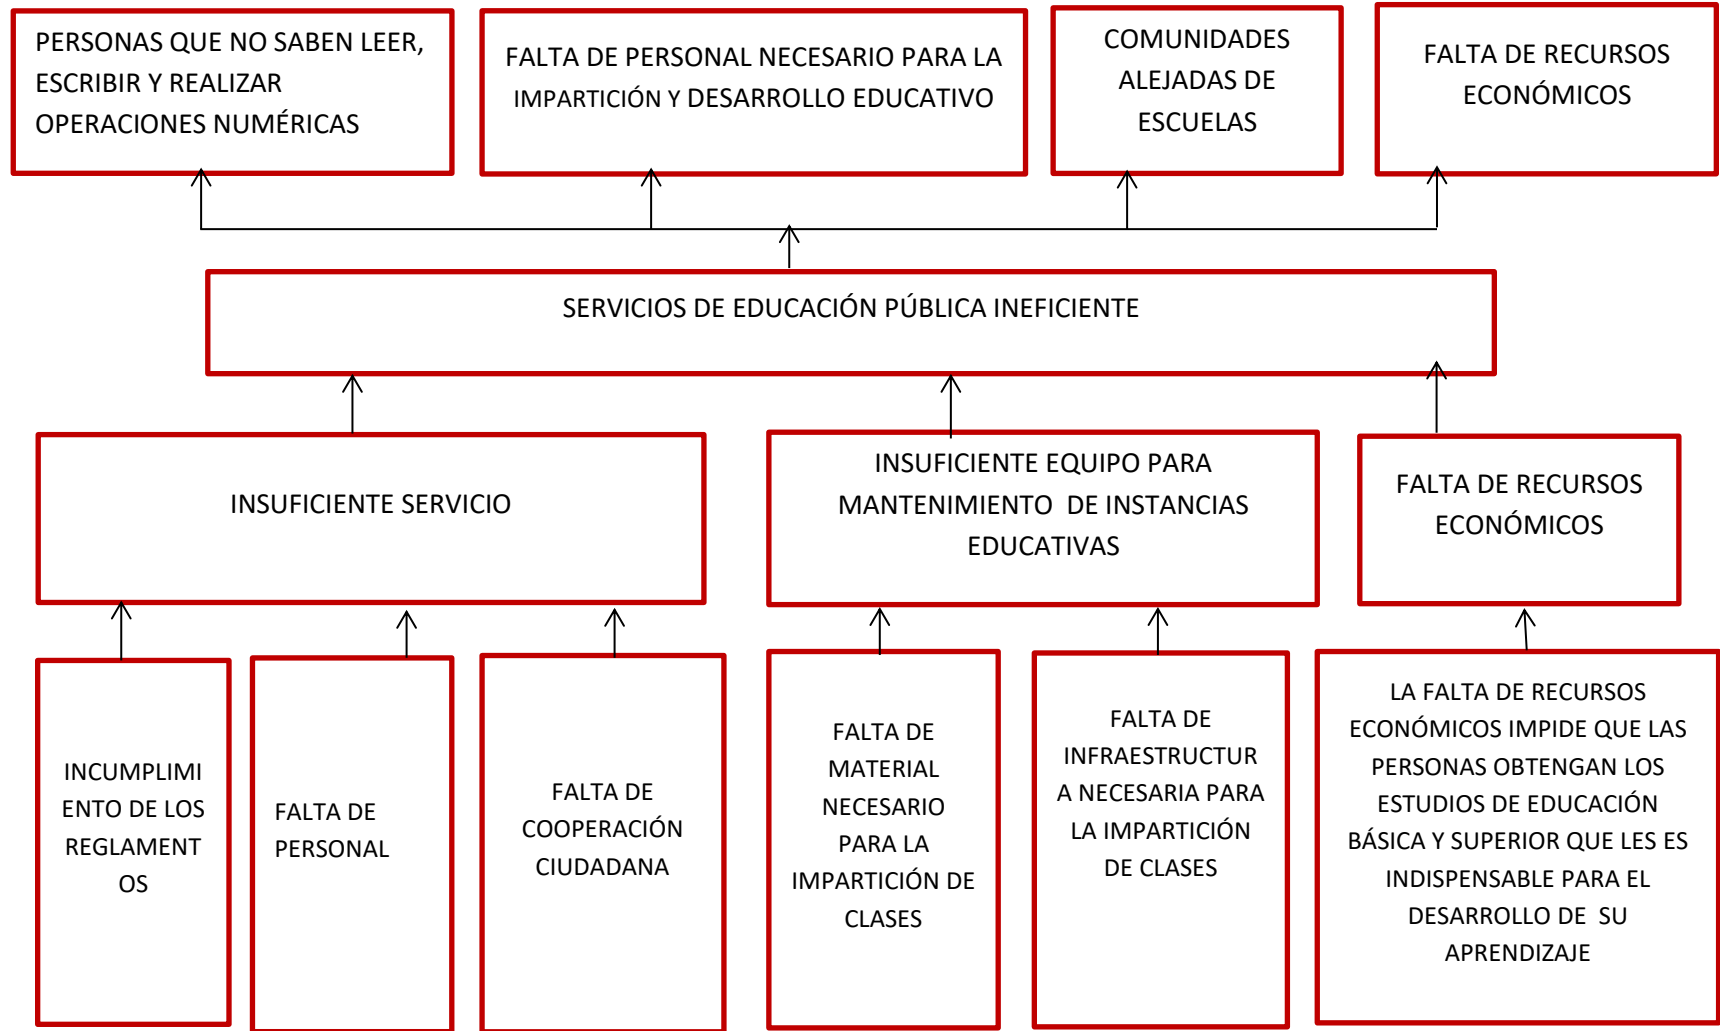 PERSONAS QUE NO SABEN LEER,
ESCRIBIR Y REALIZAR
OPERACIONES NUMÉRICAS
FALTA DE PERSONAL NECESARIO PARA LA
IMPARTICIÓN Y DESARROLLO EDUCATIVO
COMUNIDADES
ALEJADAS DE
ESCUELAS
FALTA DE RECURSOS
ECONÓMICOS
SERVICIOS DE EDUCACIÓN PÚBLICA INEFICIENTE
INSUFICIENTE SERVICIO
INSUFICIENTE EQUIPO PARA
MANTENIMIENTO DE INSTANCIAS
EDUCATIVAS
FALTA DE RECURSOS
ECONÓMICOS
INCUMPLIMI
ENTO DE LOS
REGLAMENT
OS
FALTA DE
PERSONAL
FALTA DE
COOPERACIÓN
CIUDADANA
FALTA DE
MATERIAL
NECESARIO
PARA LA
IMPARTICIÓN DE
CLASES
FALTA DE
INFRAESTRUCTUR
A NECESARIA PARA
LA IMPARTICIÓN
DE CLASES
LA FALTA DE RECURSOS
ECONÓMICOS IMPIDE QUE LAS
PERSONAS OBTENGAN LOS
ESTUDIOS DE EDUCACIÓN
BÁSICA Y SUPERIOR QUE LES ES
INDISPENSABLE PARA EL
DESARROLLO DE SU
APRENDIZAJE